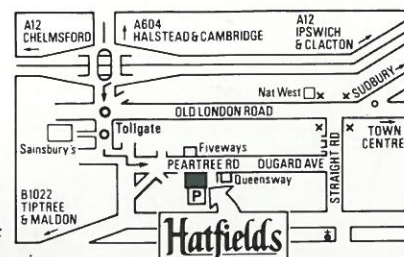 A12
CHELMSFORD
A604
HALSTEAD & CAMBRIDGE
A12
IPSWICH
& CLACTON
Nat West
SUDBURY
OLD LONDON ROAD
Tollgate
Sainsbury's
Fiveways
TOWN
CENTRE
PEARTREE RD
DUGARD AVE
STRAIGHT RD
Queensway
B1022
TIPTREE
& MALDON
P
Hatfields